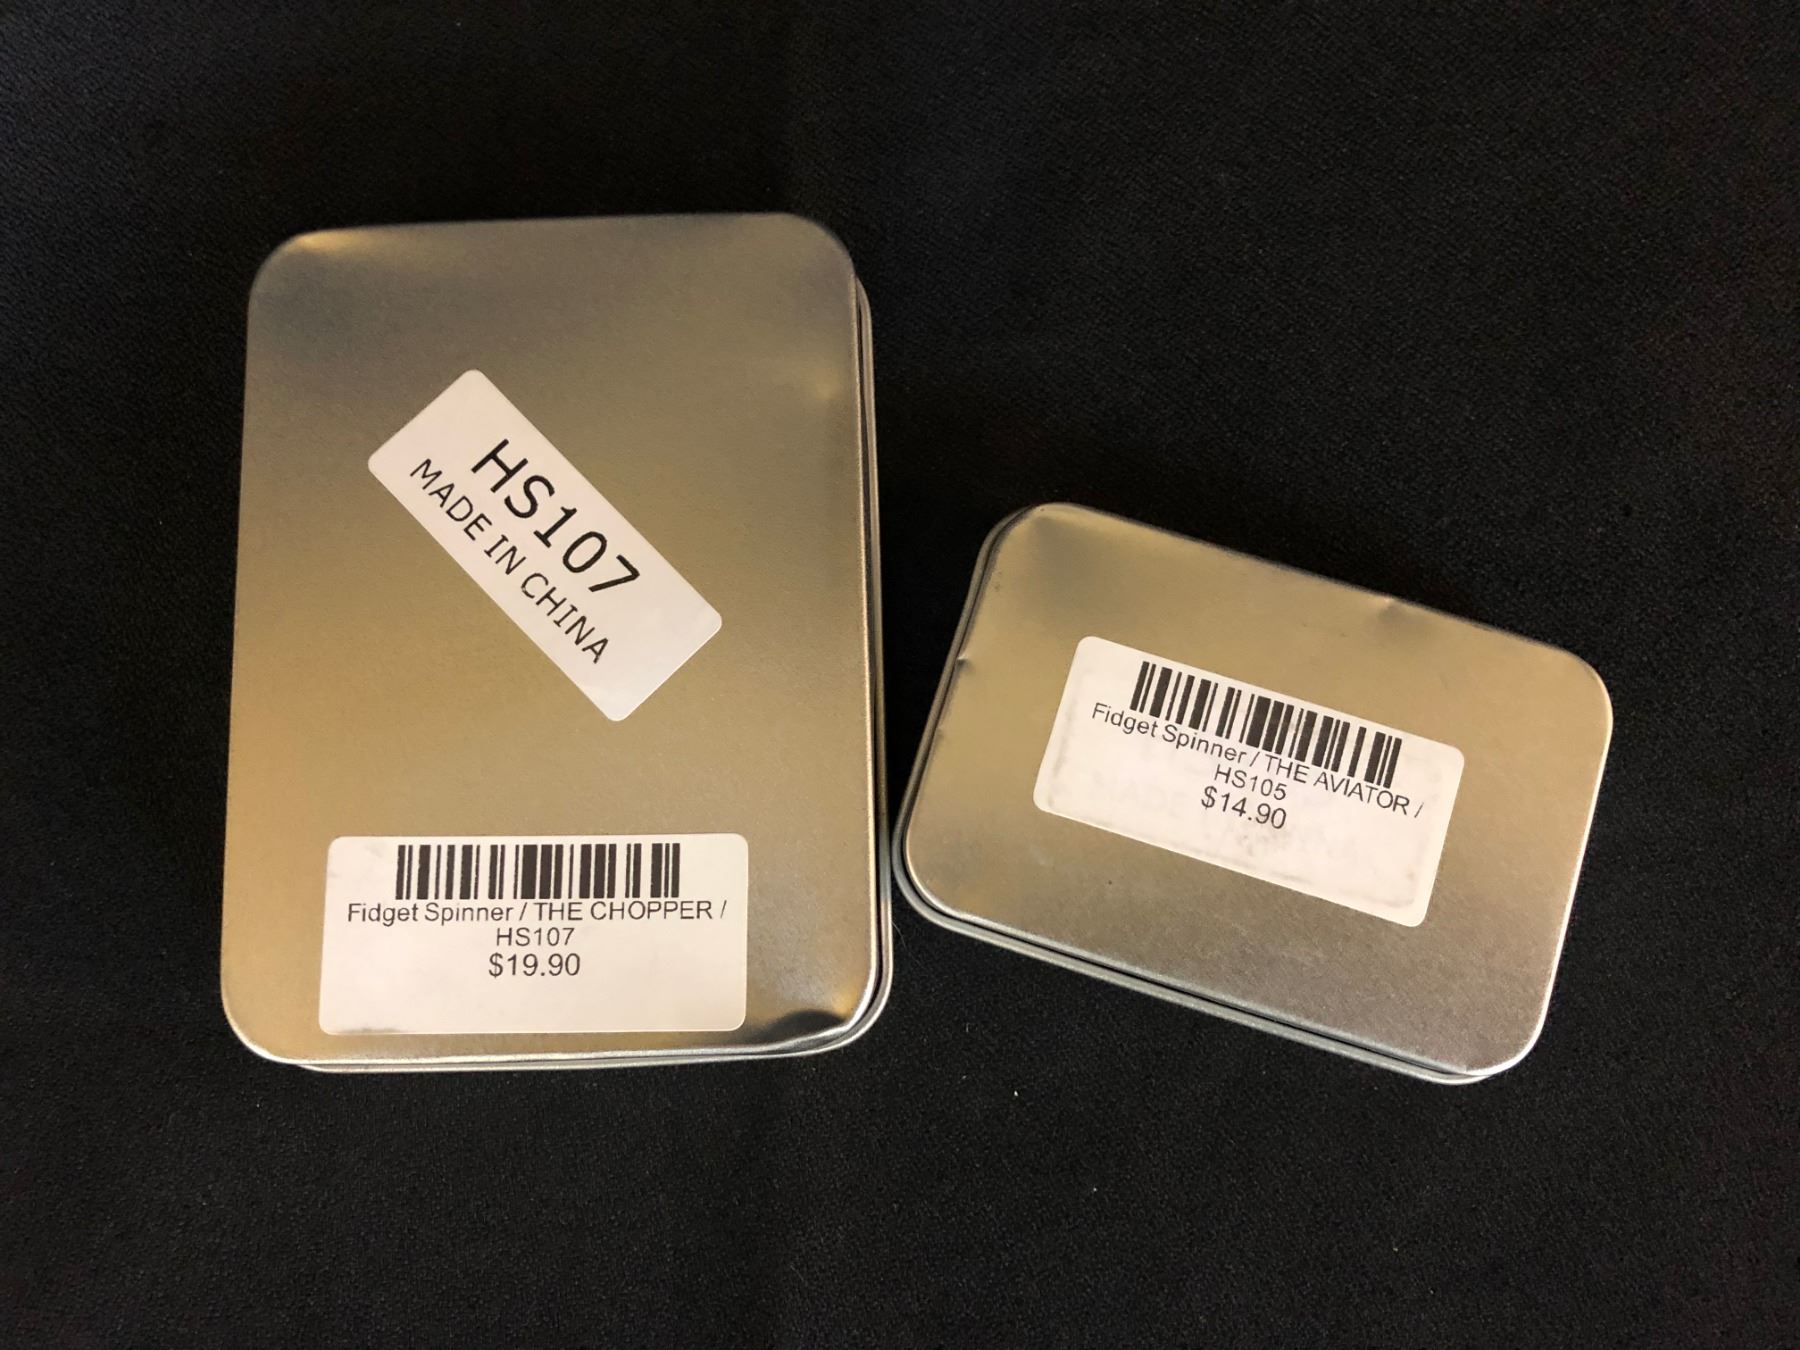 HS107
MADE IN CHINA
Fidget Spinner / THE CHOPPER /
HS107
$19.90
Fidget Spinner / THE AVIATOR /
HS105
$14.90